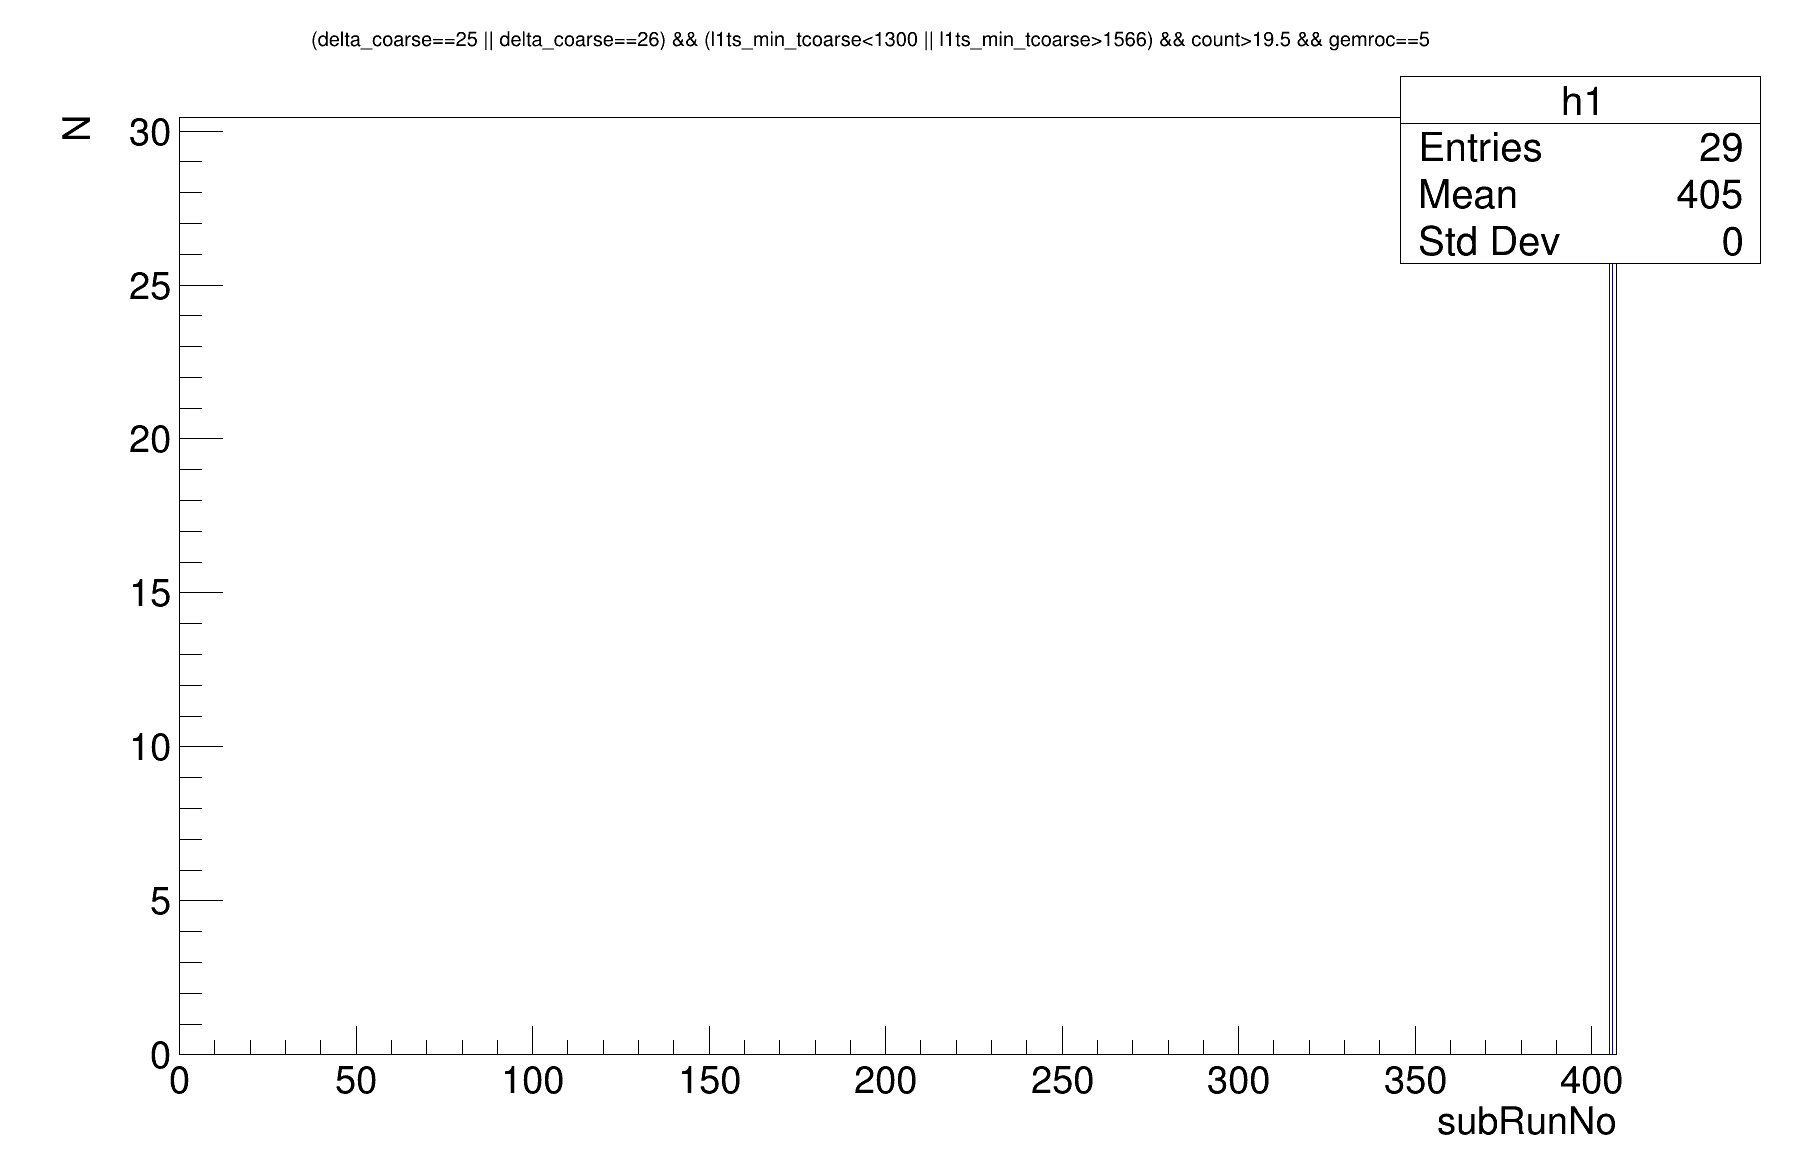 (delta_coarse==25 || delta_coarse==26) && (l1ts_min_tcoarse<1300 || l1ts_min_tcoarse>1566) && count>19.5 && gemroc==5
h1
Entries 29
Mean 405
Std Dev 0
N
30
25
20
15
10
5
0
0 50 100 150 200 250 300 350 400
subRunNo